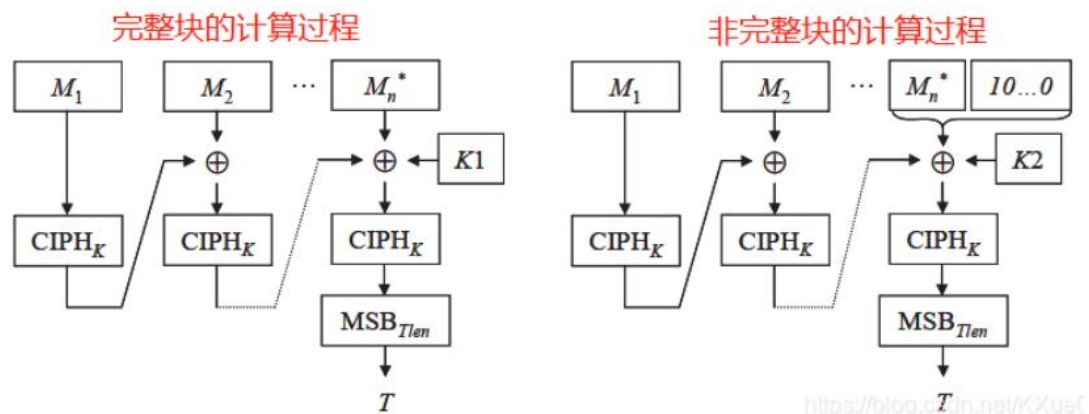 完整块的计算过程
M1 M2 ··· Mn*
K1
CIPHK CIPHK CIPHK
MSBTlen
T
非完整块的计算过程
M1 M2 ··· Mn* 10...0
K2
CIPHK CIPHK CIPHK
MSBTlen
T